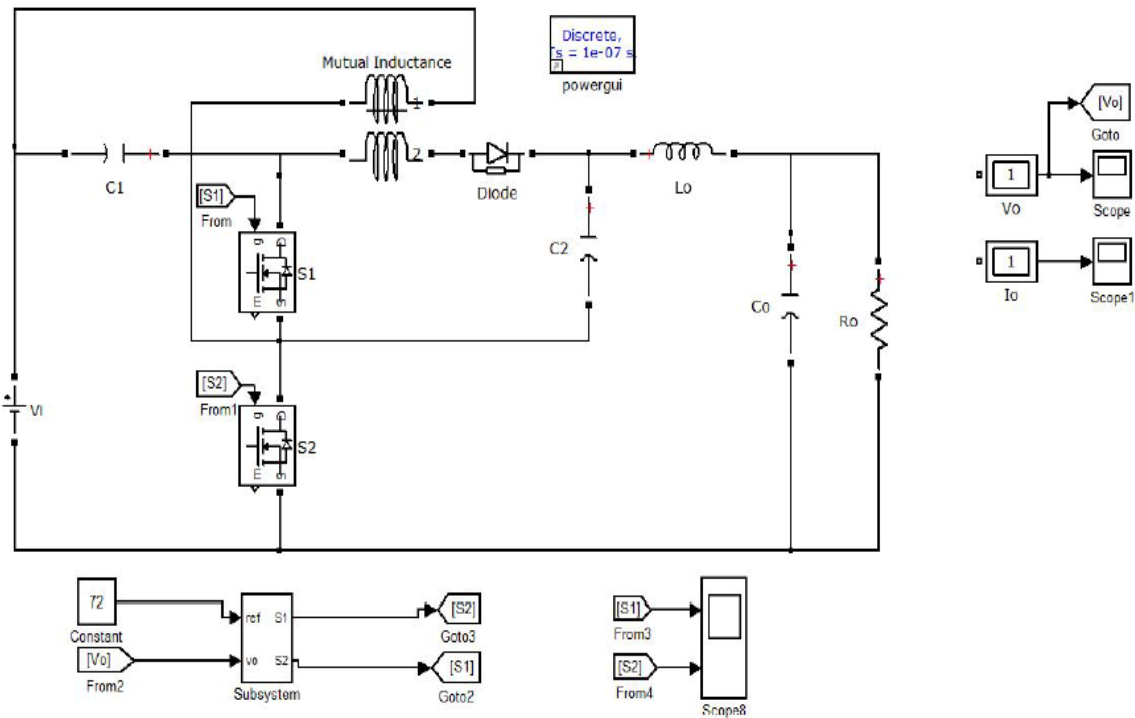 Discrete,
s = 1e-07 s
powergui
Mutual Inductance
1
2
[Vo]
Goto
C1
Diode
Lo
1
Vo
Scope
[S1]
From
g
S1
m
C2
1
Io
Scope1
Co
Ro
[S2]
From1
g
S2
m
VI
72
Constant
ref S1
vo S2
Subsystem
[Vo]
From2
[S2]
Goto3
[S1]
Goto2
[S1]
From3
[S2]
From4
Scope8